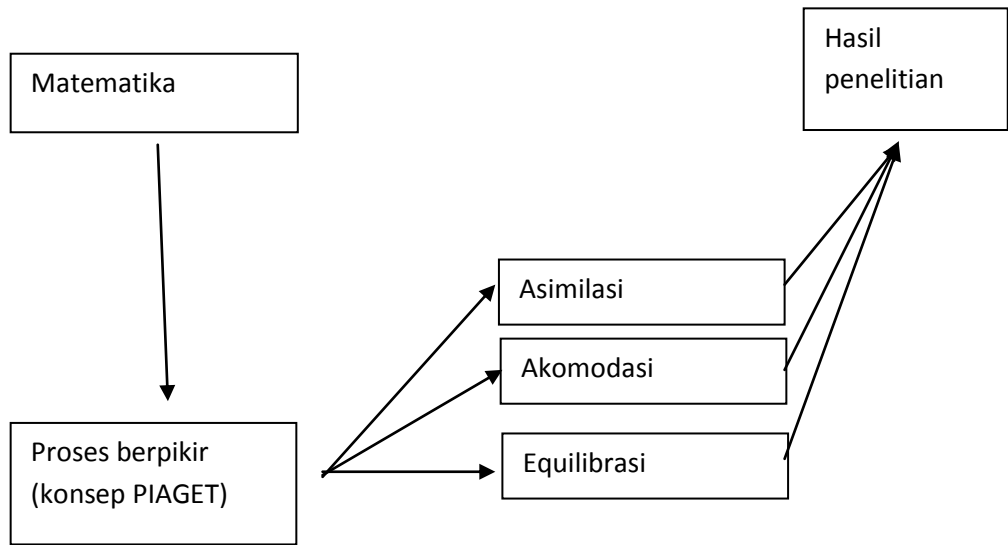 Matematika
Hasil
penelitian
Asimilasi
Akomodasi
Equilibrasi
Proses berpikir
(konsep PIAGET)